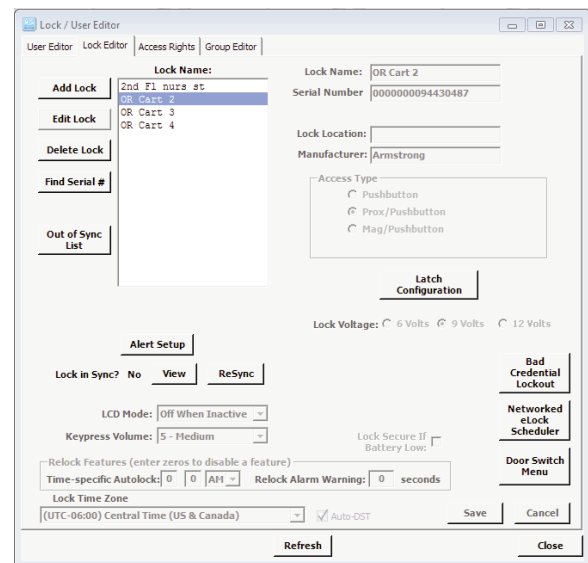 Lock / User Editor
User Editor
Lock Editor
Access Rights
Group Editor
Lock Name:
Add Lock
Edit Lock
Delete Lock
Find Serial #
Out of Sync
List
2nd Fl nurs st
OR Cart 2
OR Cart 3
OR Cart 4
Lock Name: OR Cart 2
Serial Number 0000000094430487
Lock Location:
Manufacturer: Armstrong
Access Type
Pushbutton
Prox/Pushbutton
Mag/Pushbutton
Latch
Configuration
Lock Voltage: 6 Volts 9 Volts 12 Volts
Alert Setup
Lock in Sync? No View ReSync
Bad
Credential
Lockout
LCD Mode: Off When Inactive
Keypress Volume: 5 - Medium
Lock Secure If
Battery Low:
Networked
eLock
Scheduler
Relock Features (enter zeros to disable a feature)
Time-specific Autolock: 0 0 AM Relock Alarm Warning: 0 seconds
Door Switch
Menu
Lock Time Zone
(UTC-06:00) Central Time (US & Canada) Auto-DST
Save
Cancel
Refresh
Close